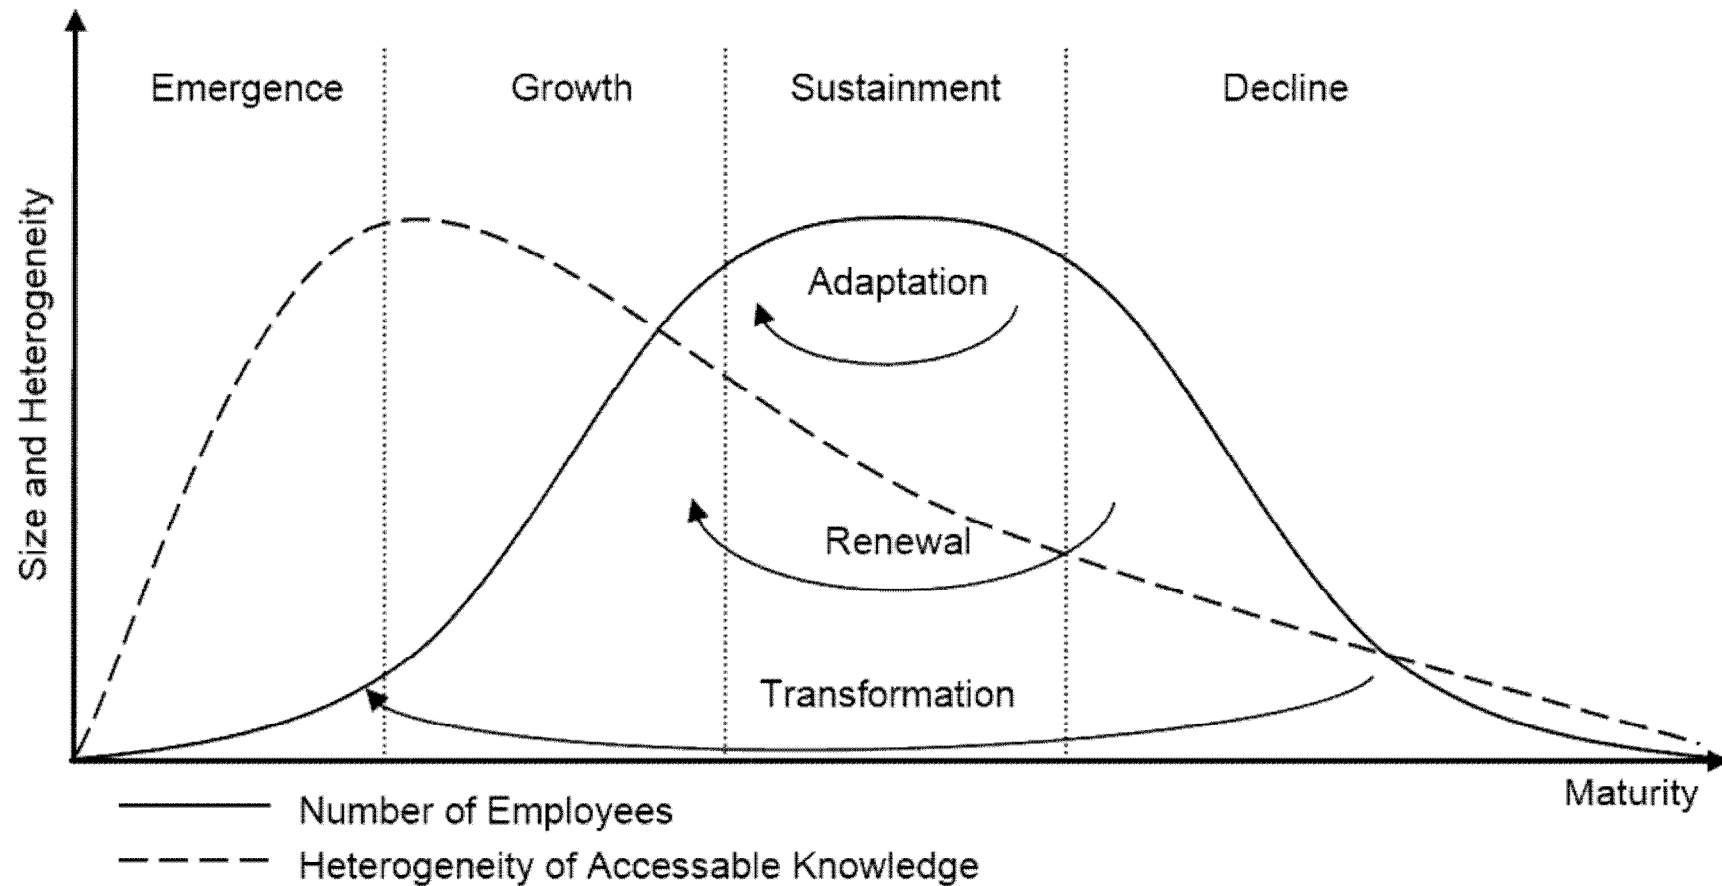 Emergence
Growth
Sustainment
Decline
Size and Heterogeneity
Adaptation
Renewal
Transformation
Maturity
Number of Employees
Heterogeneity of Accessable Knowledge